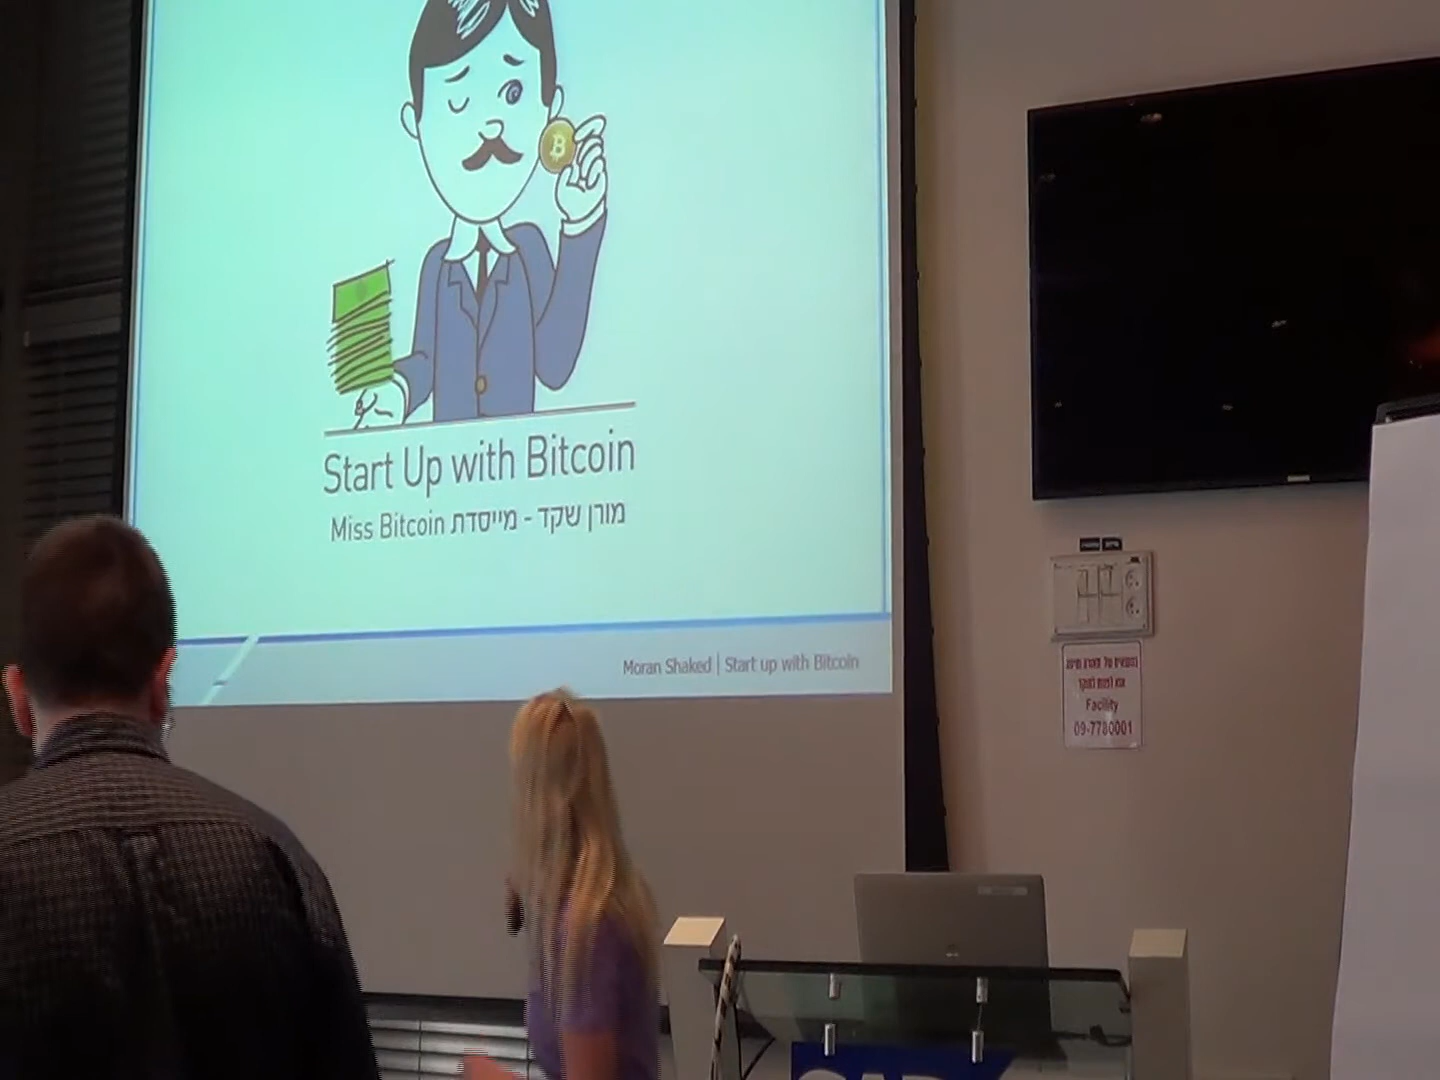 Start Up with Bitcoin
מורן שקד - מייסדת Miss Bitcoin
Moran Shaked | Start up with Bitcoin
Facility
09-7780001